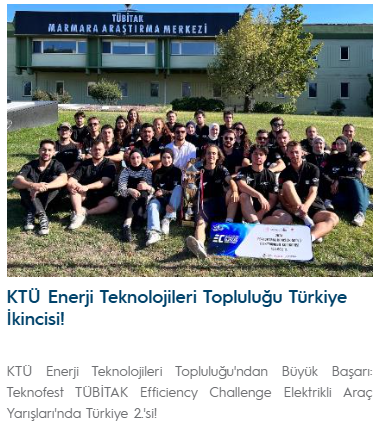 TÜBİTAK
MARMARA ARAŞTIRMA MERKEZİ
KTÜ Enerji Teknolojileri Topluluğu Türkiye
İkincisi!
KTÜ Enerji Teknolojileri Topluluğu'ndan Büyük Başarı:
Teknofest TÜBİTAK Efficiency Challenge Elektrikli Araç
Yarışları'nda Türkiye 2.'si!